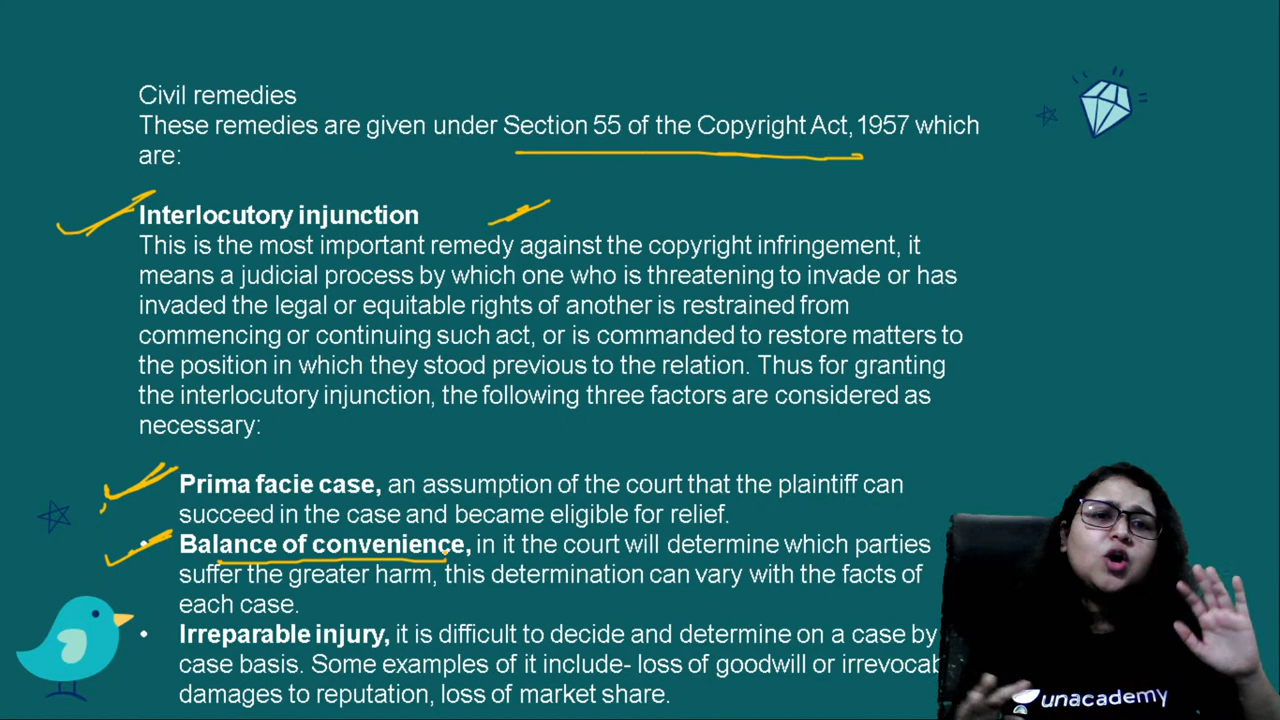 Civil remedies
These remedies are given under Section 55 of the Copyright Act, 1957 which
are:
Interlocutory injunction
This is the most important remedy against the copyright infringement, it
means a judicial process by which one who is threatening to invade or has
invaded the legal or equitable rights of another is restrained from
commencing or continuing such act, or is commanded to restore matters to
the position in which they stood previous to the relation. Thus for granting
the interlocutory injunction, the following three factors are considered as
necessary:
Prima facie case, an assumption of the court that the plaintiff can
succeed in the case and became eligible for relief.
• Balance of convenience, in it the court will determine which parties
suffer the greater harm, this determination can vary with the facts of
each case.
• Irreparable injury, it is difficult to decide and determine on a case by
case basis. Some examples of it include- loss of goodwill or
damages to reputation, loss of market share.
unacademy